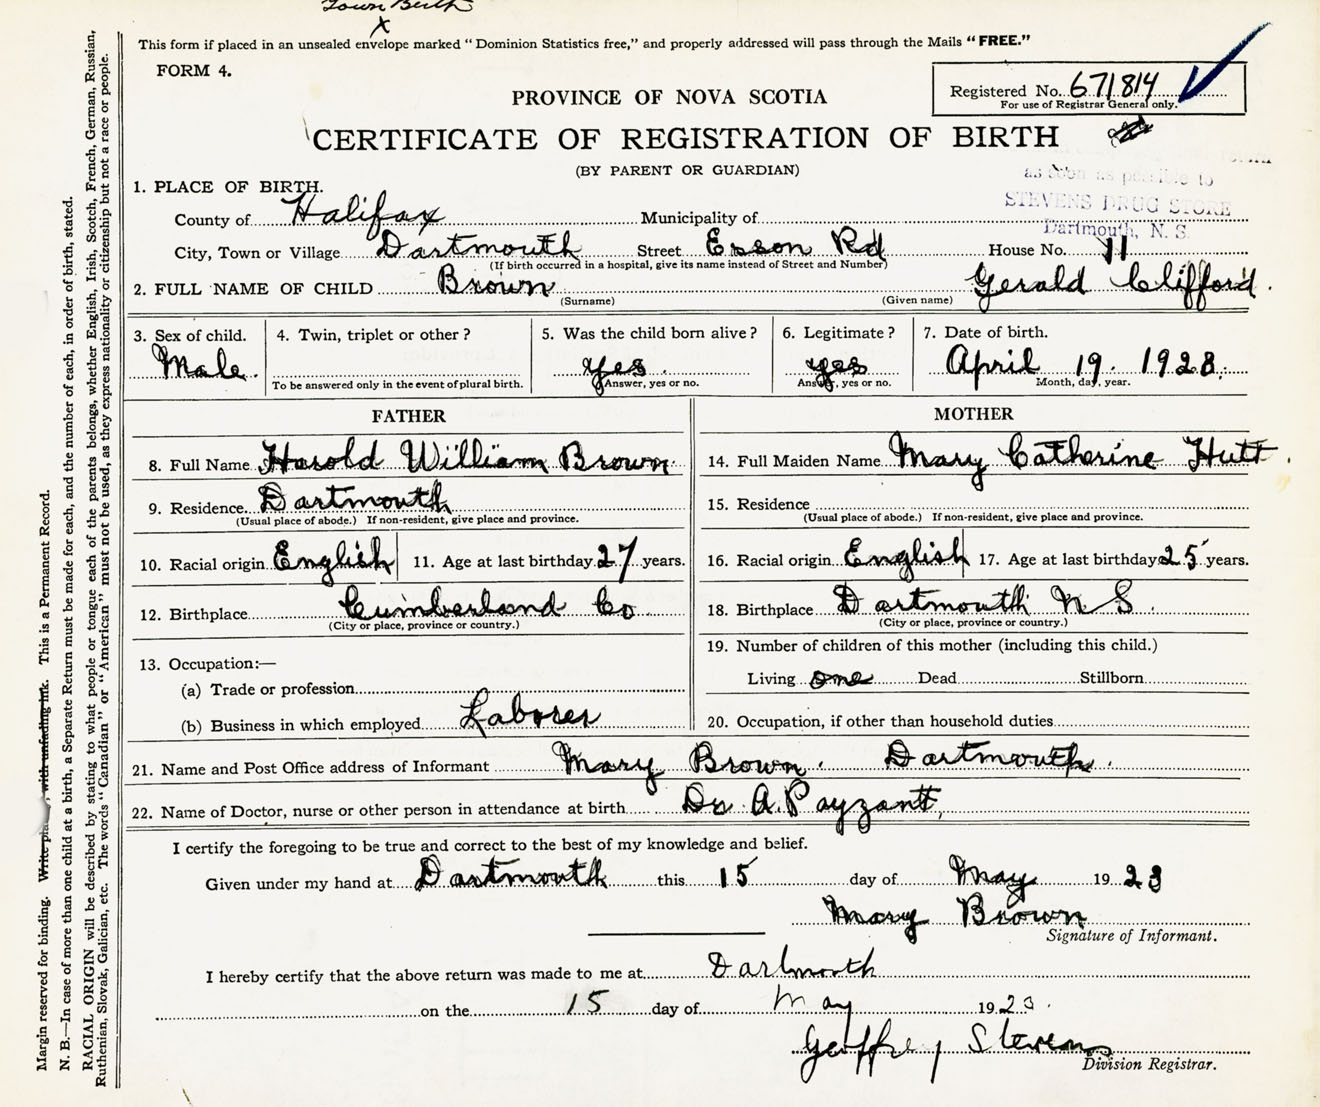 Town Birth
X
This form if placed in an unsealed envelope marked "Dominion Statistics free," and properly addressed will pass through the Mails "FREE."
FORM 4.
Registered No. 671814
For use of Registrar General only.
PROVINCE OF NOVA SCOTIA
CERTIFICATE OF REGISTRATION OF BIRTH
(BY PARENT OR GUARDIAN)
as soon as possible to
STEVENS DRUG STORE
Dartmouth, N. S.
1. PLACE OF BIRTH.
County of Halifax Municipality of
City, Town or Village Dartmouth Street Esson Rd House No. 11
(If birth occurred in a hospital, give its name instead of Street and Number)
2. FULL NAME OF CHILD Brown Gerald Clifford.
(Surname) (Given name)
3. Sex of child. Male.
4. Twin, triplet or other?
To be answered only in the event of plural birth.
5. Was the child born alive? yes.
Answer, yes or no.
6. Legitimate? yes
Answer, yes or no.
7. Date of birth.
April 19. 1923.
Month, day, year.
FATHER
8. Full Name Harold William Brown.
9. Residence. Dartmouth
(Usual place of abode.) If non-resident, give place and province.
10. Racial origin English 11. Age at last birthday 27 years.
12. Birthplace Cumberland Co
(City or place, province or country.)
13. Occupation:—
(a) Trade or profession
(b) Business in which employed Laborer
MOTHER
14. Full Maiden Name Mary Catherine Hutt.
15. Residence
(Usual place of abode.) If non-resident, give place and province.
16. Racial origin English 17. Age at last birthday 25 years.
18. Birthplace Dartmouth N S.
(City or place, province or country.)
19. Number of children of this mother (including this child.)
Living one Dead Stillborn
20. Occupation, if other than household duties
21. Name and Post Office address of Informant Mary Brown. Dartmouth.
22. Name of Doctor, nurse or other person in attendance at birth Dr A. Payzant,
I certify the foregoing to be true and correct to the best of my knowledge and belief.
Given under my hand at Dartmouth this 15 day of May 1923
Mary Brown
Signature of Informant.
I hereby certify that the above return was made to me at Dartmouth
on the 15 day of May 1923.
Geoffrey Stevens
Division Registrar.
Margin reserved for binding. Write plainly, with unfading ink. This is a Permanent Record.
N. B.—In case of more than one child at a birth, a Separate Return must be made for each, and the number of each, in order of birth, stated.
RACIAL ORIGIN will be described by stating to what people or tongue each of the parents belongs, whether English, Irish, Scotch, French, German, Russian,
Ruthenian, Slovak, Galician, etc. The words "Canadian" or "American" must not be used, as they express nationality or citizenship but not a race or people.